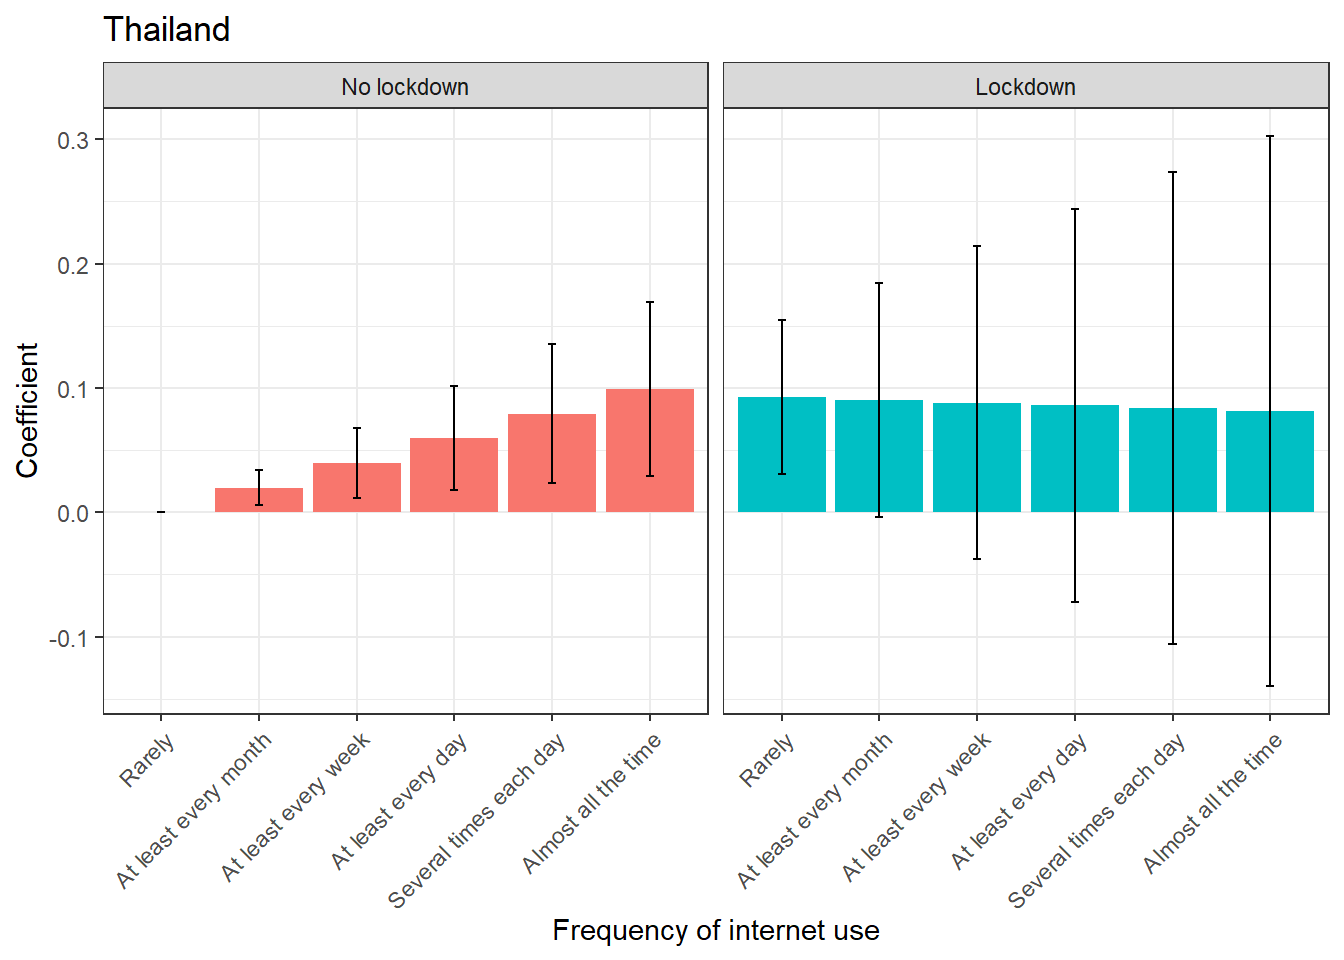 Thailand
No lockdown
Lockdown
Coefficient
0.3
0.2
0.1
0.0
-0.1
Rarely
At least every month
At least every week
At least every day
Several times each day
Almost all the time
Rarely
At least every month
At least every week
At least every day
Several times each day
Almost all the time
Frequency of internet use